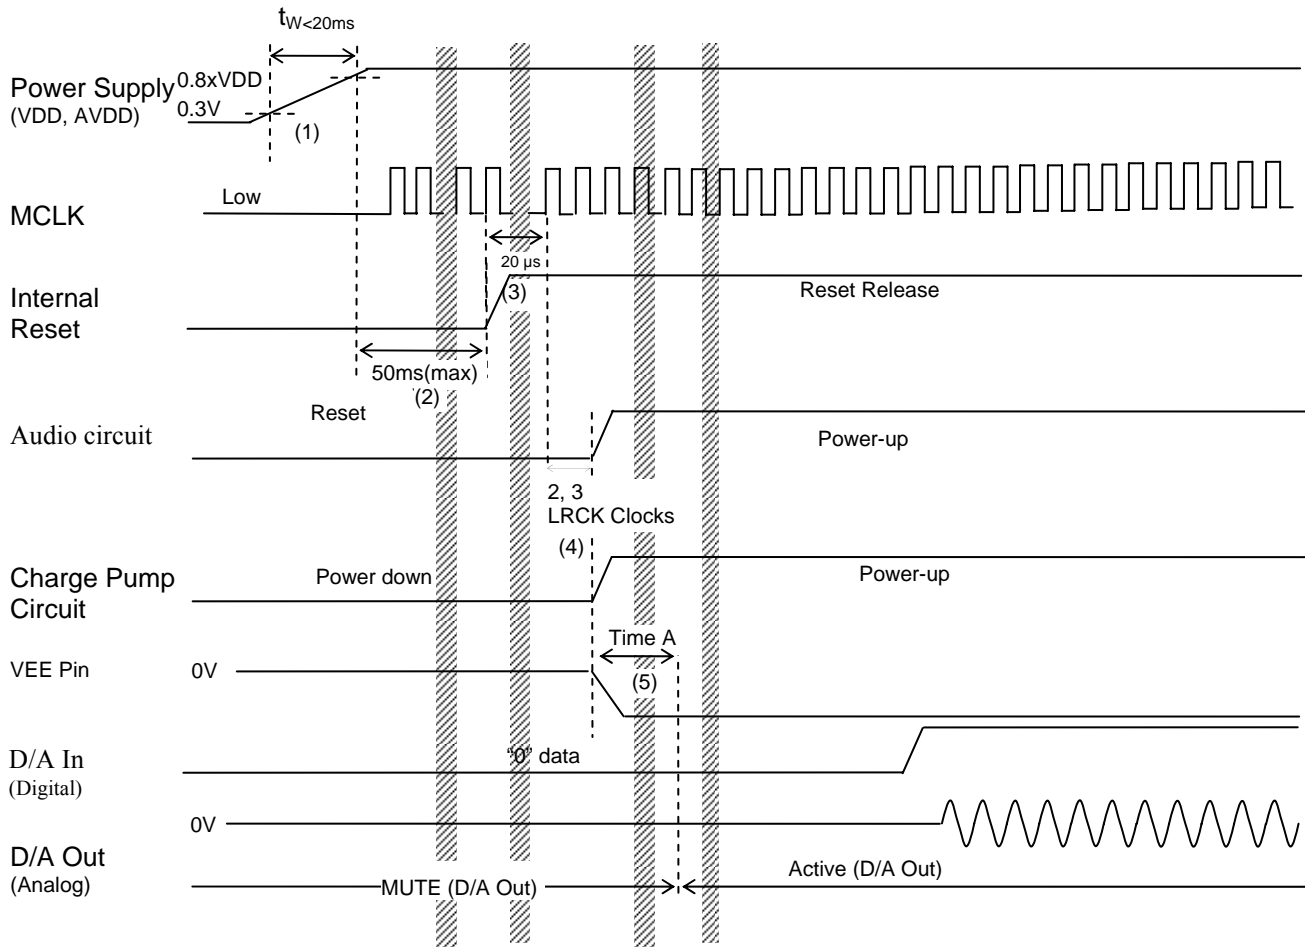 tW<20ms
Power Supply
(VDD, AVDD)
0.8xVDD
0.3V
(1)
MCLK
Low
20 µs
(3)
Internal
Reset
Reset Release
50ms(max)
(2)
Reset
Audio circuit
Power-up
2, 3
LRCK Clocks
(4)
Charge Pump
Circuit
Power down
Power-up
Time A
(5)
VEE Pin
0V
D/A In
(Digital)
“0” data
0V
D/A Out
(Analog)
MUTE (D/A Out)
Active (D/A Out)